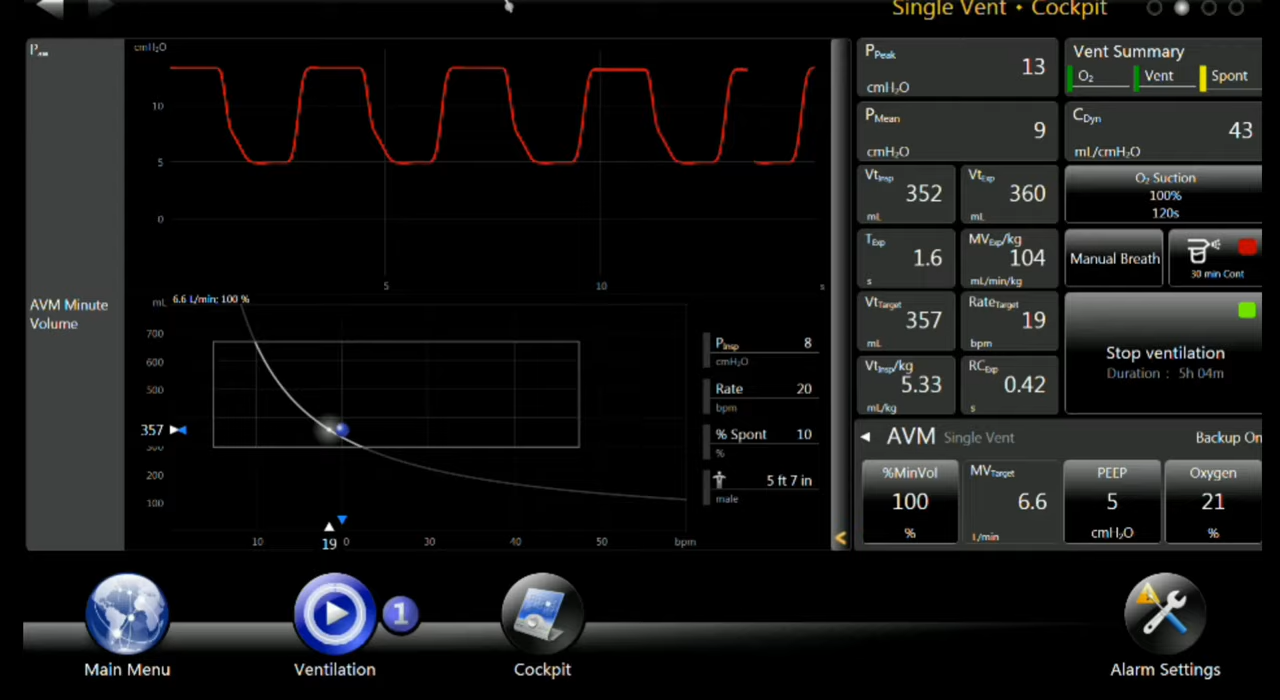 Single Vent • Cockpit
cmH₂O
10
5
0
5
10
s
AVM Minute
Volume
mL
6.6 L/min: 100 %
700
600
500
357
300
200
100
10
19
0
30
40
50
bpm
PInsp
8
cmH₂O
Rate
20
bpm
% Spont
10
%
5 ft 7 in
male
PPeak
13
cmH₂O
PMean
9
cmH₂O
VtInsp
352
mL
VtExp
360
mL
TExp
1.6
s
MVExp/kg
104
mL/min/kg
VtTarget
357
mL
RateTarget
19
bpm
VtInsp/kg
5.33
mL/kg
RCExp
0.42
s
Vent Summary
O₂
Vent
Spont
CDyn
43
mL/cmH₂O
O₂ Suction
100%
120s
Manual Breath
30 min Cont
Stop ventilation
Duration : 5h 04m
AVM Single Vent
Backup On
%MinVol
100
%
MVTarget
6.6
L/min
PEEP
5
cmH₂O
Oxygen
21
%
Main Menu
Ventilation
1
Cockpit
Alarm Settings